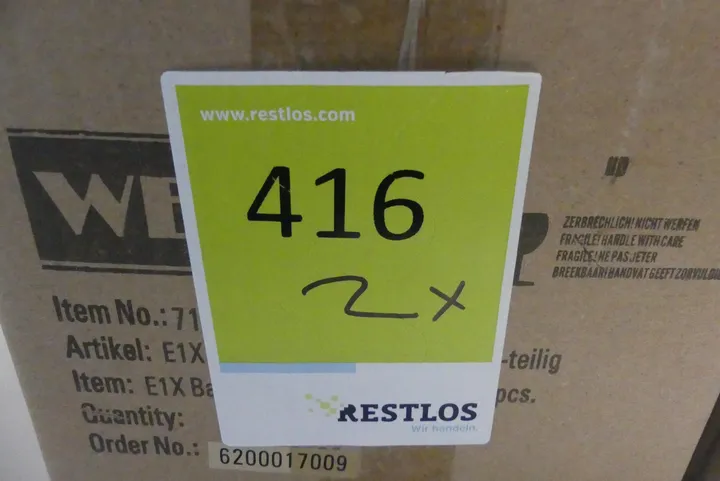 www.restlos.com
416
2x
RESTLOS
Wir handeln.
WE
up
ZERBRECHLICH! NICHT WERFEN
FRAGILE! HANDLE WITH CARE
FRAGILE! NE PAS JETER
BREEKBAAR! HANDVAT GEEFT
Item No.: 71
Artikel: E1X -teilig
Item: E1X Ba pcs.
Quantity:
Order No.:
6200017009